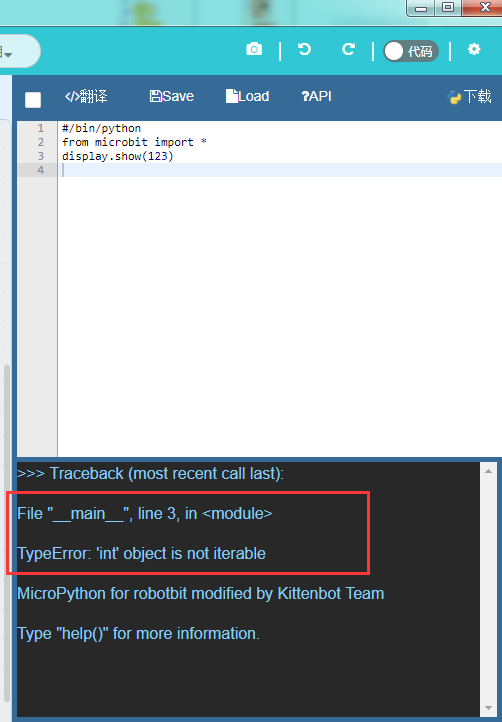 代码
</>翻译 Save Load ?API 下载
1 #/bin/python
2 from microbit import *
3 display.show(123)
4
>>> Traceback (most recent call last):
File "__main__", line 3, in <module>
TypeError: 'int' object is not iterable
MicroPython for robotbit modified by Kittenbot Team
Type "help()" for more information.